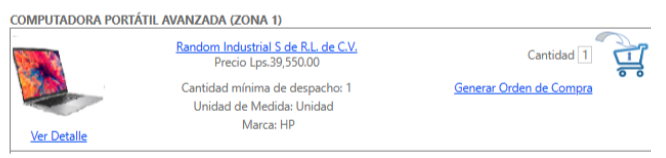 COMPUTADORA PORTÁTIL AVANZADA (ZONA 1)
Random Industrial S de R.L. de C.V.
Precio Lps.39,550.00
Cantidad mínima de despacho: 1
Unidad de Medida: Unidad
Marca: HP
Ver Detalle
Cantidad 1
Generar Orden de Compra